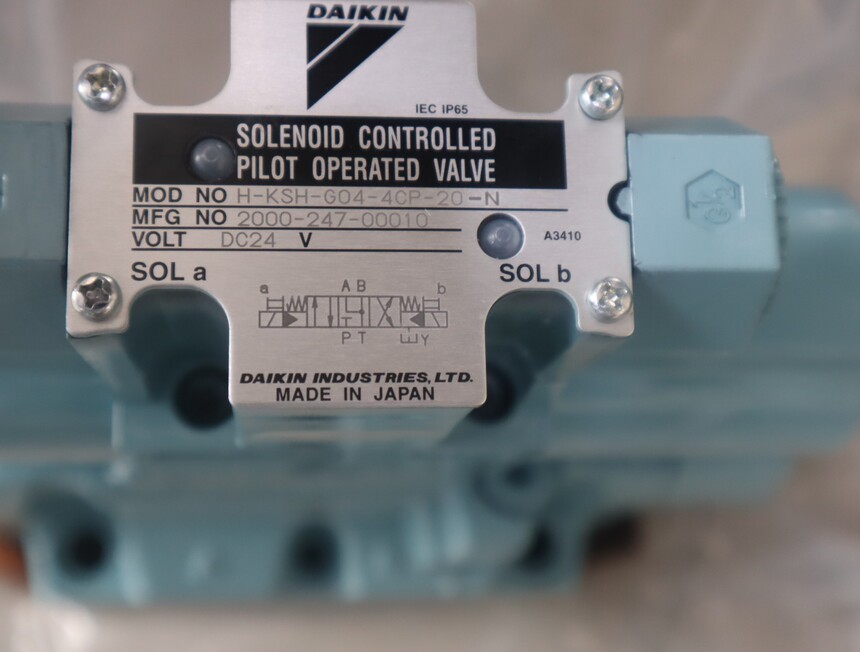 DAIKIN
IEC IP65
SOLENOID CONTROLLED
PILOT OPERATED VALVE
MOD NO H-KSH-G04-4CP-20-N
MFG NO 2000-247-00010
VOLT DC24 V
A3410
SOL a
SOL b
a A B b
P T Y
DAIKIN INDUSTRIES, LTD.
MADE IN JAPAN